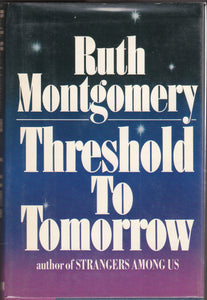 Ruth
Montgomery
Threshold
To
Tomorrow
author of STRANGERS AMONG US